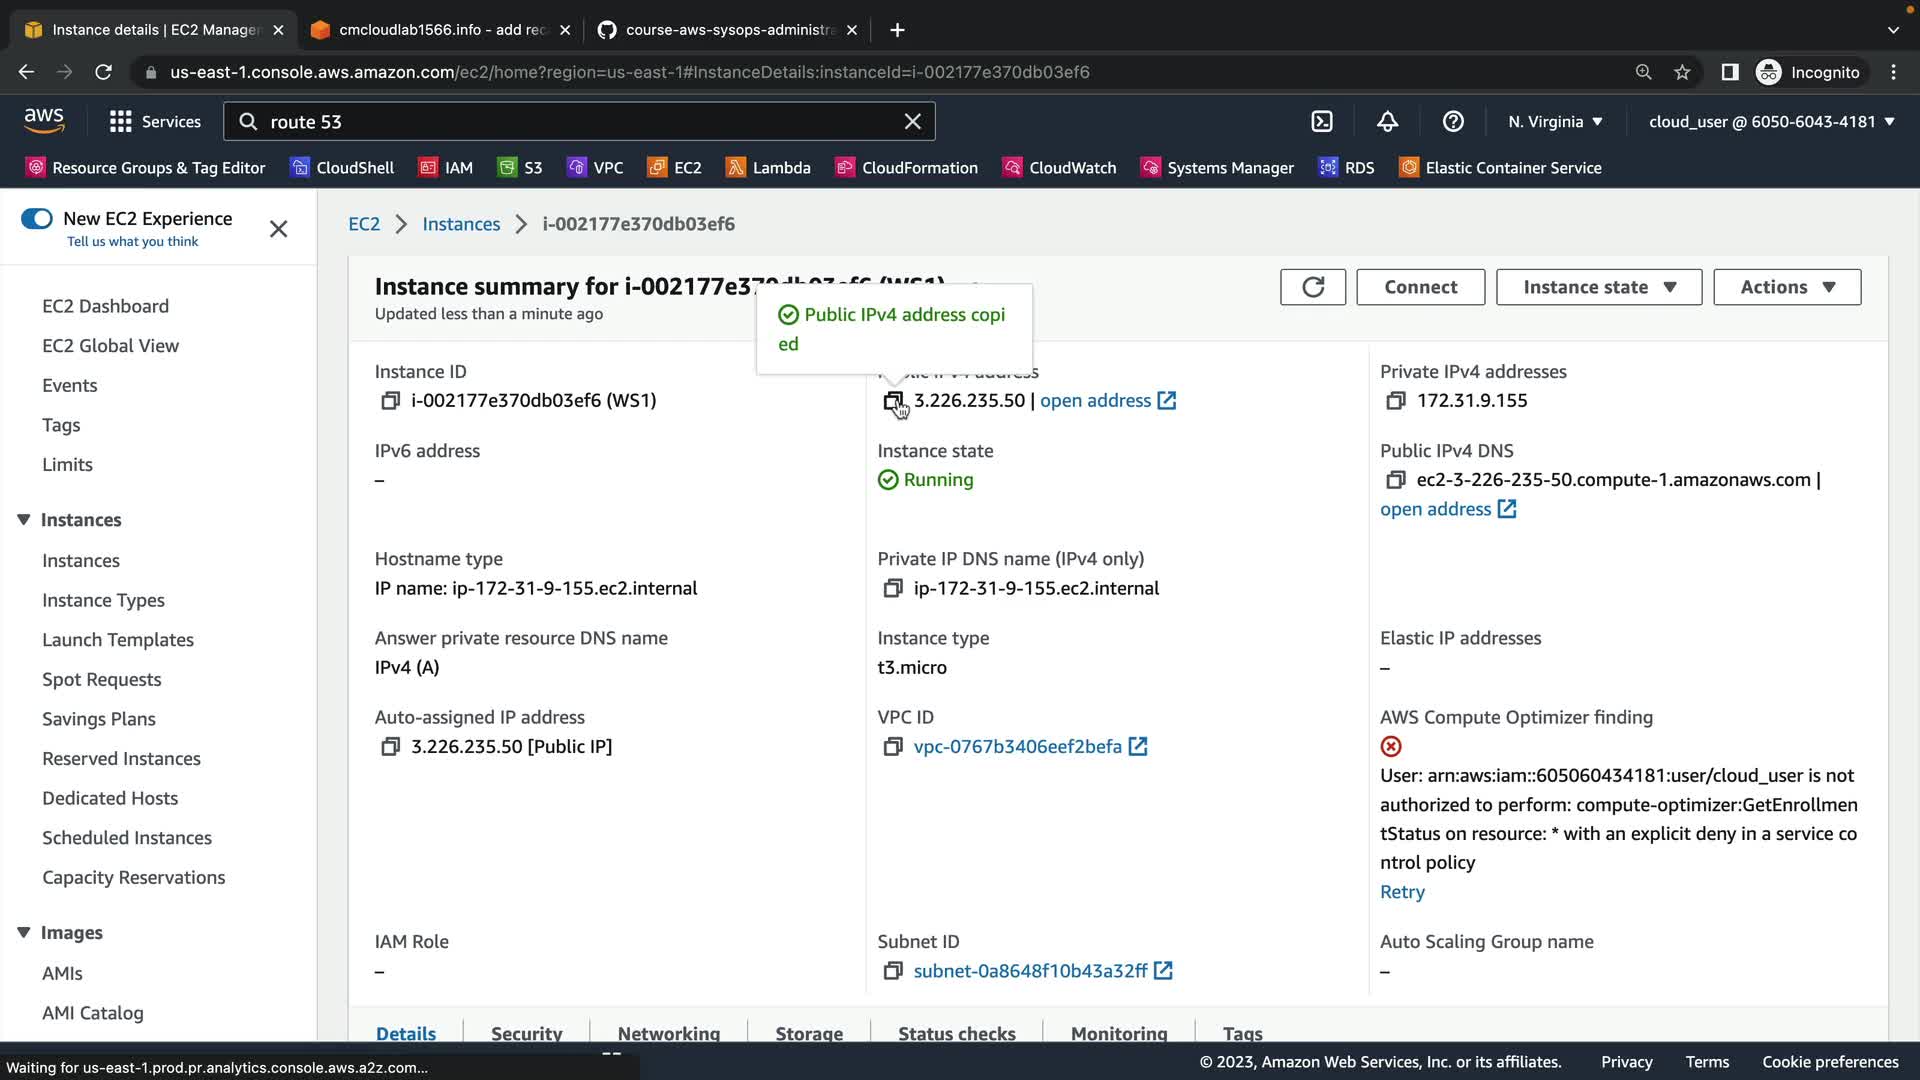 Instance details | EC2 Manage
cmcloudlab1566.info - add rec
course-aws-sysops-administra
us-east-1.console.aws.amazon.com/ec2/home?region=us-east-1#InstanceDetails:instanceId=i-002177e370db03ef6
Incognito
aws
Services
route 53
N. Virginia
cloud_user @ 6050-6043-4181
Resource Groups & Tag Editor
CloudShell
IAM
S3
VPC
EC2
Lambda
CloudFormation
CloudWatch
Systems Manager
RDS
Elastic Container Service
New EC2 Experience
Tell us what you think
EC2 Dashboard
EC2 Global View
Events
Tags
Limits
Instances
Instances
Instance Types
Launch Templates
Spot Requests
Savings Plans
Reserved Instances
Dedicated Hosts
Scheduled Instances
Capacity Reservations
Images
AMIs
AMI Catalog
EC2 > Instances > i-002177e370db03ef6
Instance summary for i-002177e370db03ef6 (WS1)
Updated less than a minute ago
Connect
Instance state
Actions
Public IPv4 address copi
ed
Instance ID
i-002177e370db03ef6 (WS1)
Public IPv4 address
3.226.235.50 | open address
Private IPv4 addresses
172.31.9.155
IPv6 address
–
Instance state
Running
Public IPv4 DNS
ec2-3-226-235-50.compute-1.amazonaws.com |
open address
Hostname type
IP name: ip-172-31-9-155.ec2.internal
Private IP DNS name (IPv4 only)
ip-172-31-9-155.ec2.internal
Answer private resource DNS name
IPv4 (A)
Instance type
t3.micro
Elastic IP addresses
–
Auto-assigned IP address
3.226.235.50 [Public IP]
VPC ID
vpc-0767b3406eef2befa
AWS Compute Optimizer finding
User: arn:aws:iam::605060434181:user/cloud_user is not
authorized to perform: compute-optimizer:GetEnrollmen
tStatus on resource: * with an explicit deny in a service co
ntrol policy
Retry
IAM Role
–
Subnet ID
subnet-0a8648f10b43a32ff
Auto Scaling Group name
–
Details
Security
Networking
Storage
Status checks
Monitoring
Tags
Waiting for us-east-1.prod.pr.analytics.console.aws.a2z.com...
© 2023, Amazon Web Services, Inc. or its affiliates.
Privacy
Terms
Cookie preferences